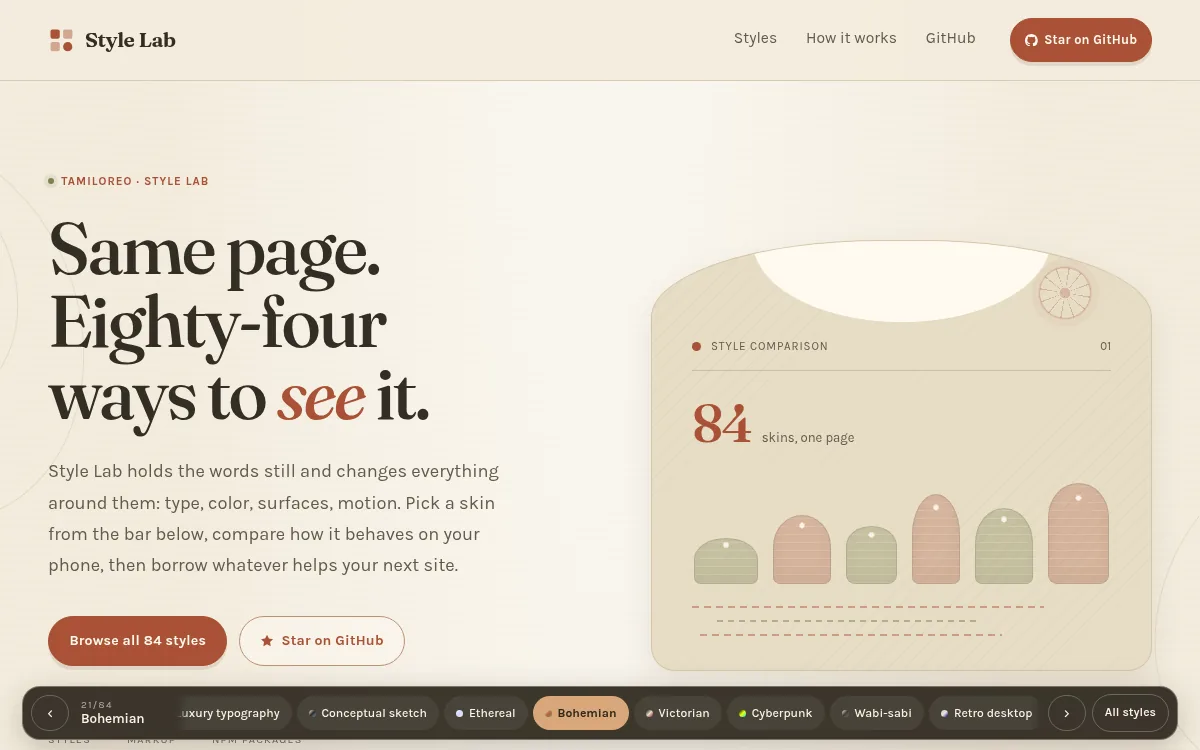 Style Lab
Styles
How it works
GitHub
Star on GitHub
TAMILOREO · STYLE LAB
Same page.
Eighty-four
ways to see it.
Style Lab holds the words still and changes everything
around them: type, color, surfaces, motion. Pick a skin
from the bar below, compare how it behaves on your
phone, then borrow whatever helps your next site.
Browse all 84 styles
Star on GitHub
STYLE COMPARISON
01
84 skins, one page
21/84
Bohemian
uxury typography
Conceptual sketch
Ethereal
Bohemian
Victorian
Cyberpunk
Wabi-sabi
Retro desktop
All styles
STYLES
MARKUP
NPM PACKAGES